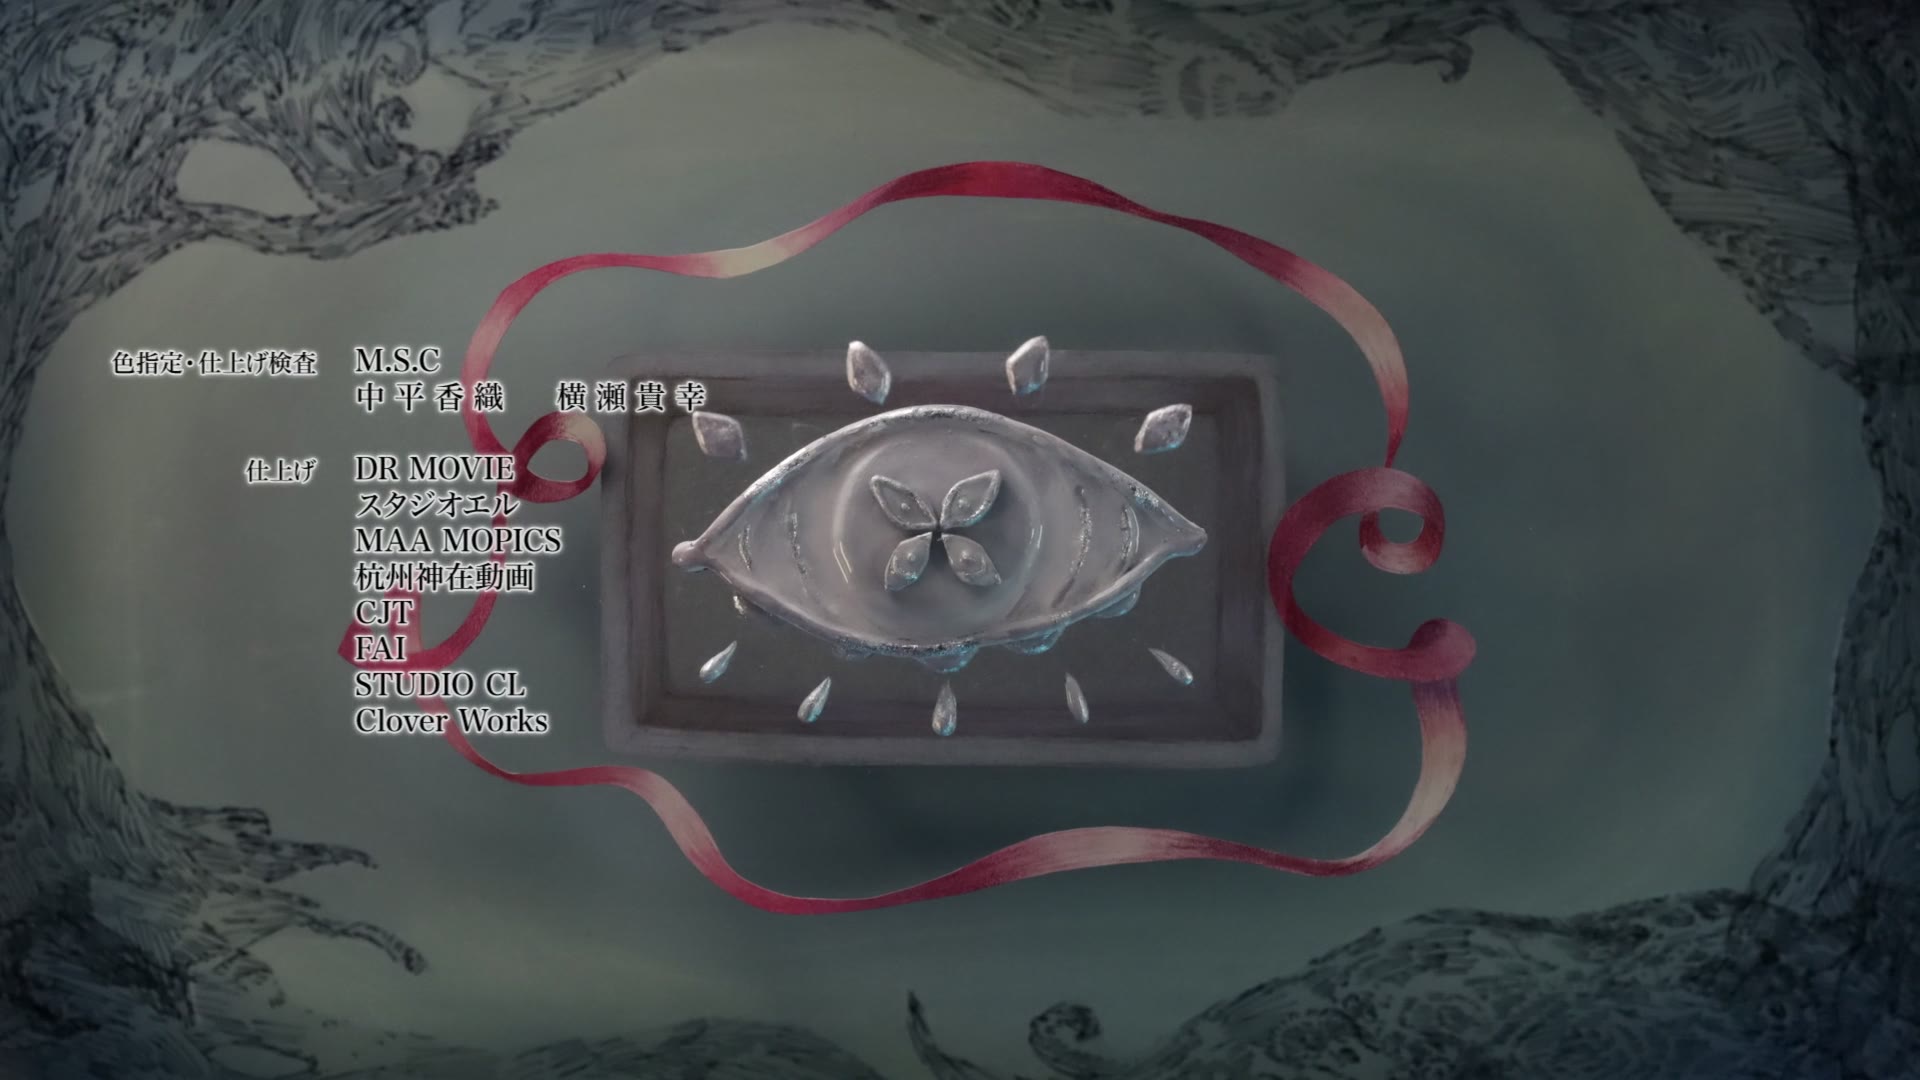 色指定・仕上げ検査 M.S.C
中平香織 横瀬貴幸
仕上げ DR MOVIE
スタジオエル
MAA MOPICS
杭州神在動画
CJT
FAI
STUDIO CL
Clover Works